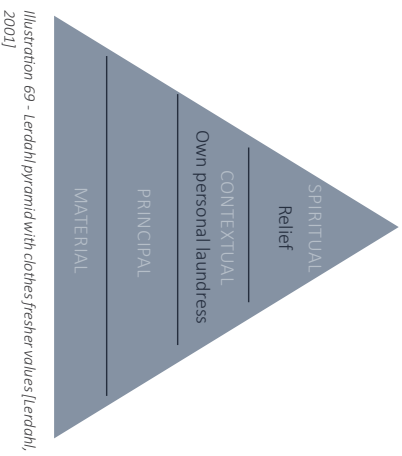 SPIRITUAL
Relief
CONTEXTUAL
Own personal laundress
PRINCIPAL
MATERIAL
Illustration 69 - Lerdahl pyramid with clothes fresher values [Lerdahl,
2001]